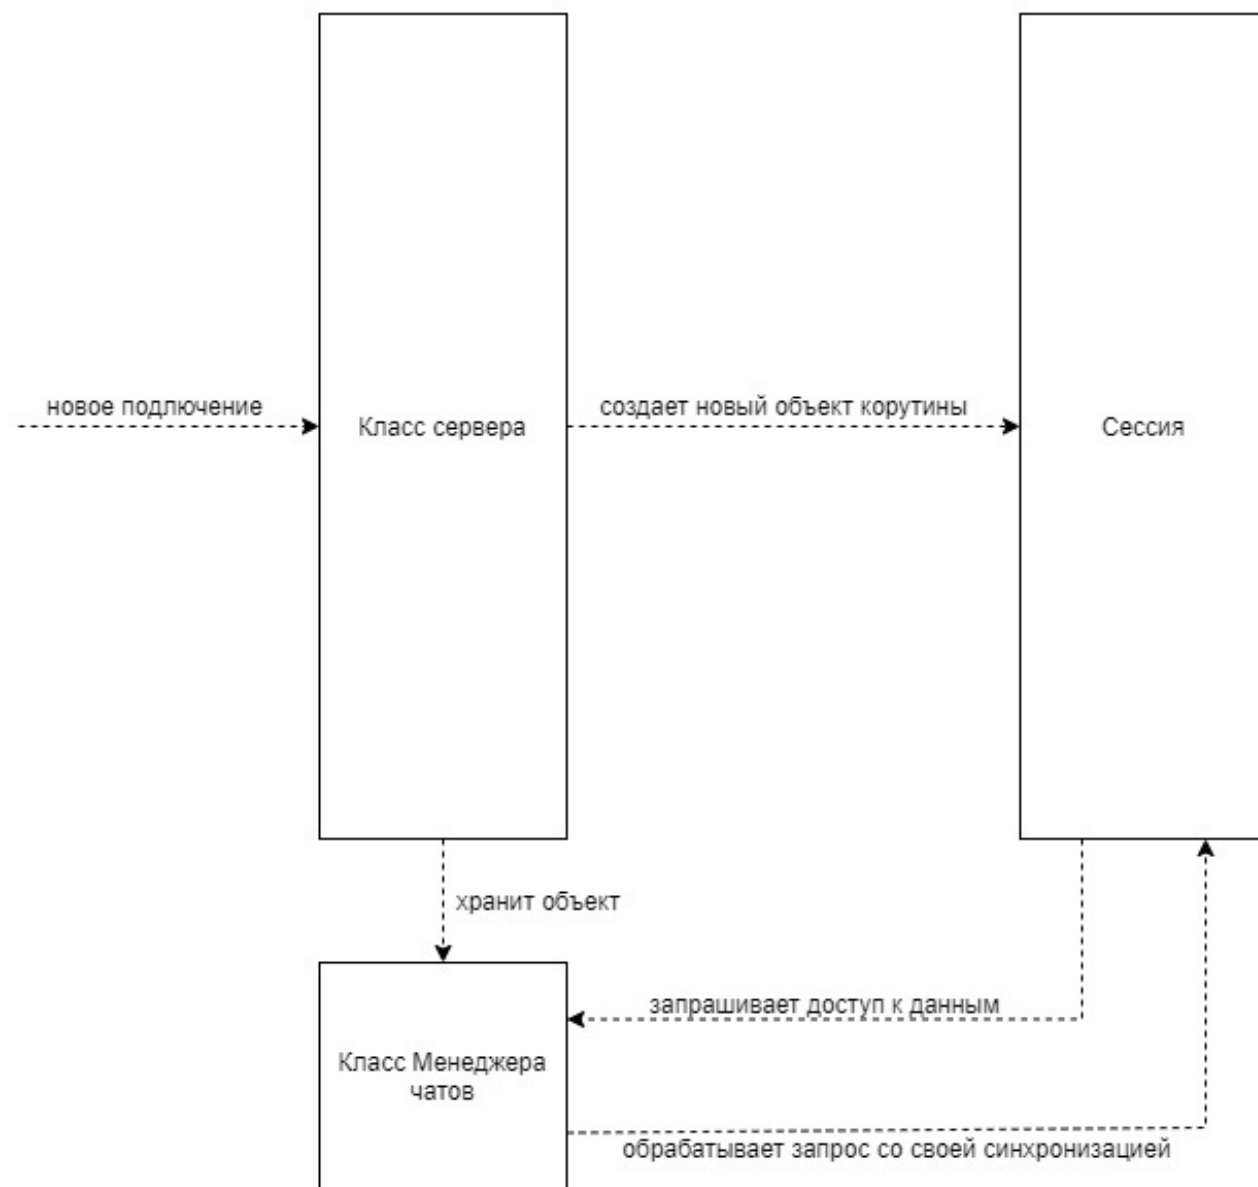 новое подлючение
Класс сервера
создает новый объект корутины
Сессия
хранит объект
запрашивает доступ к данным
Класс Менеджера
чатов
обрабатывает запрос со своей синхронизацией